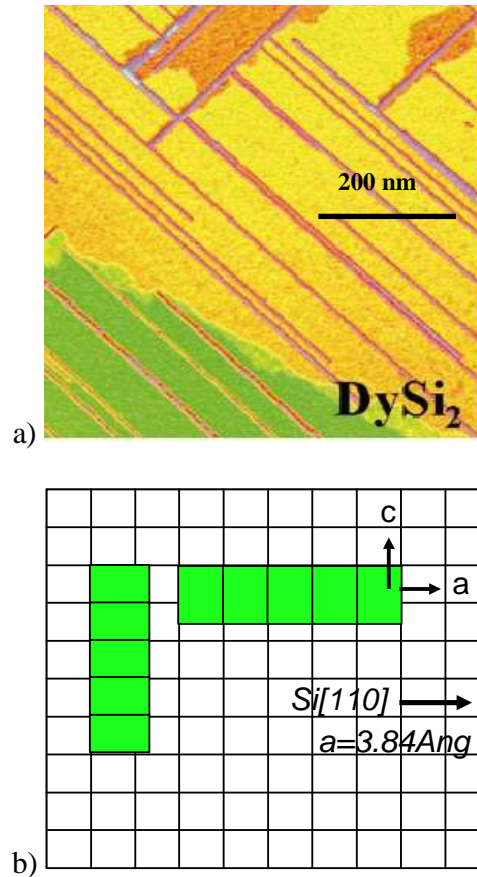 200 nm
DySi₂
a)
c
a
Si[110]
a=3.84Ang
b)